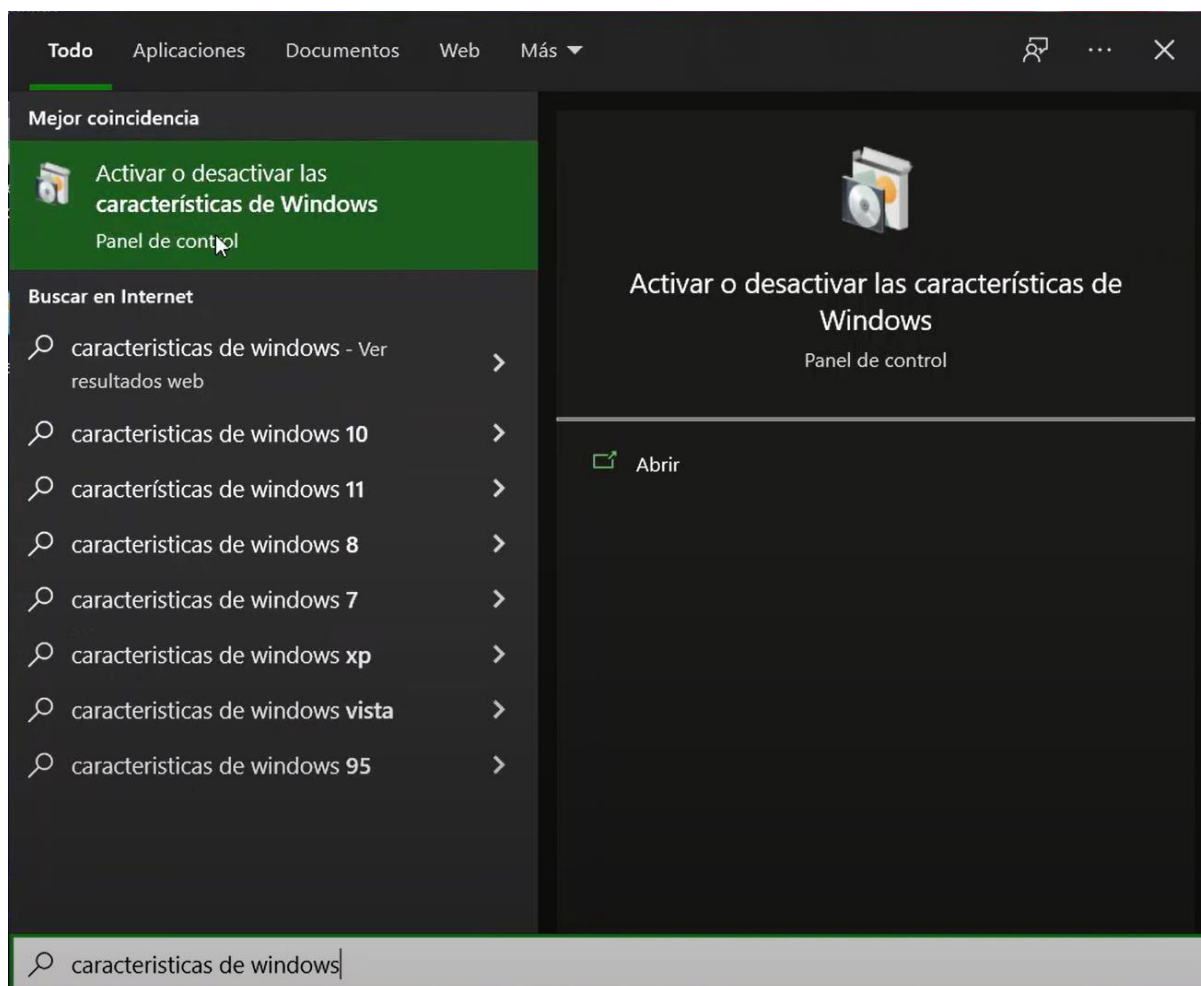 Todo Aplicaciones Documentos Web Más
Mejor coincidencia
Activar o desactivar las
características de Windows
Panel de control
Buscar en Internet
caracteristicas de windows - Ver
resultados web
caracteristicas de windows 10
características de windows 11
caracteristicas de windows 8
caracteristicas de windows 7
caracteristicas de windows xp
caracteristicas de windows vista
caracteristicas de windows 95
Activar o desactivar las características de
Windows
Panel de control
Abrir
caracteristicas de windows